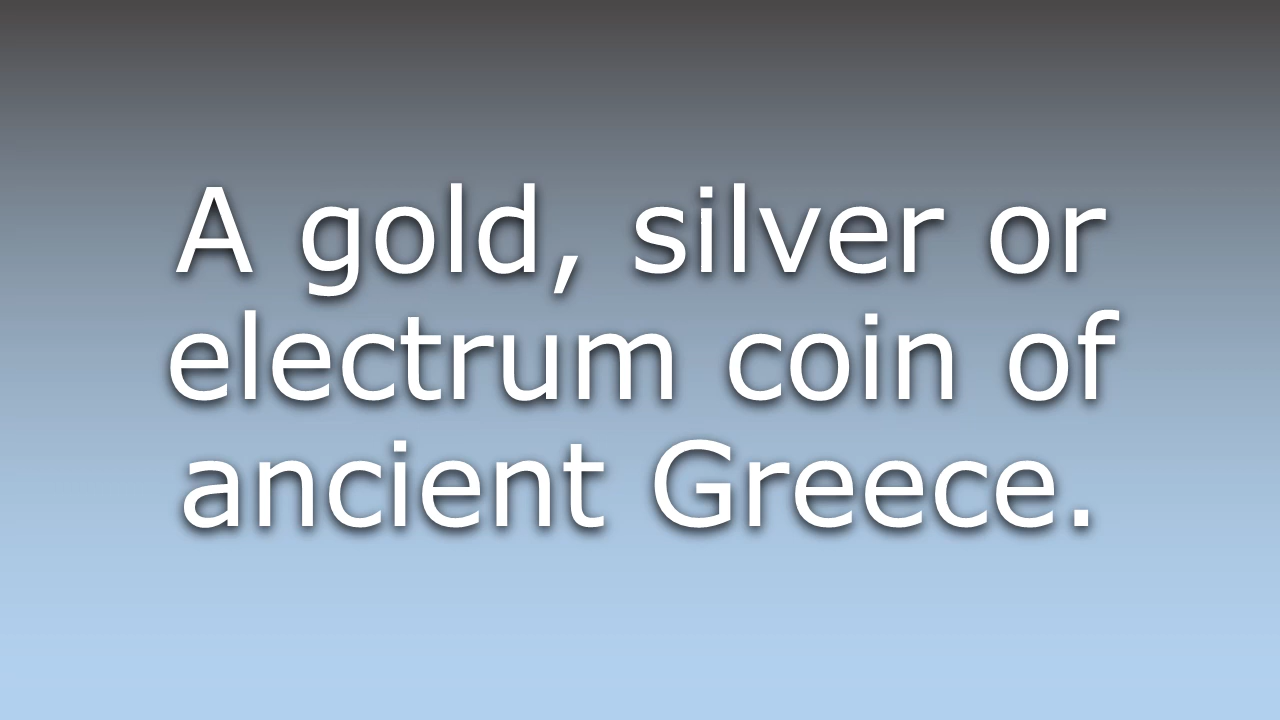 A gold, silver or
electrum coin of
ancient Greece.